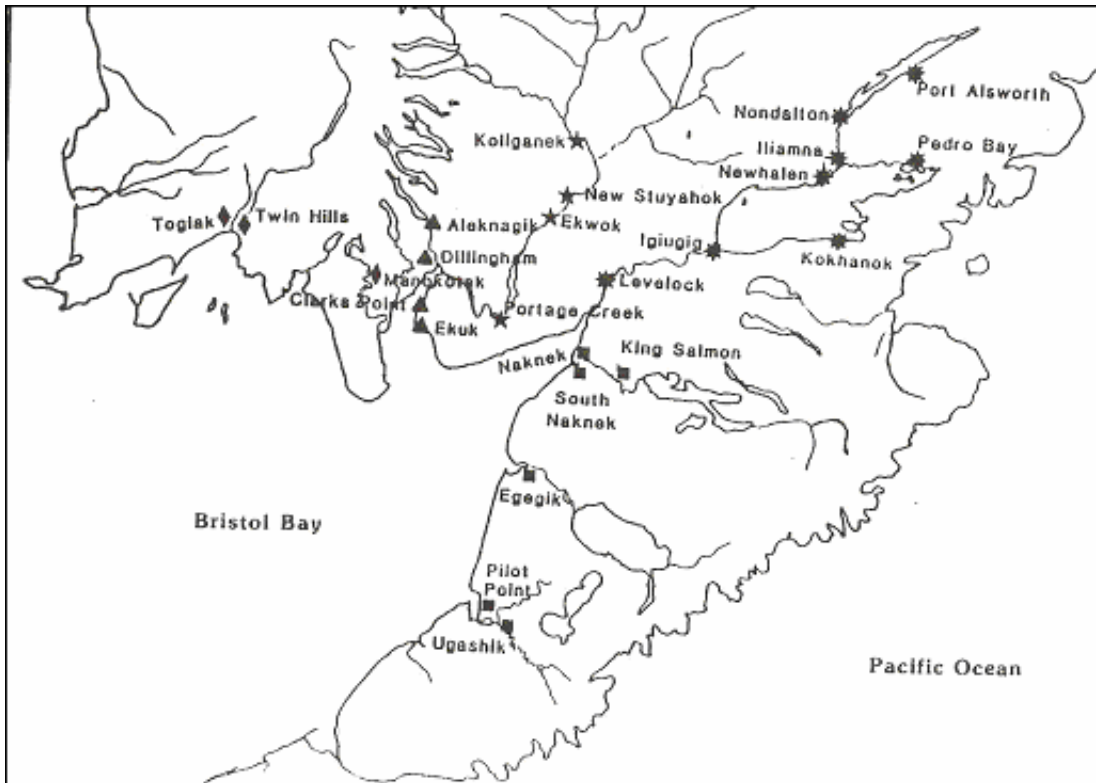 Port Alsworth
Nondalton
Koliganek
Iliamna
Pedro Bay
Newhalen
New Stuyahok
Togiak
Twin Hills
Aleknagik
Ekwok
Igiugig
Kokhanok
Dillingham
Manokotak
Levelock
Clarks Point
Portage Creek
Ekuk
Naknek
King Salmon
South
Naknek
Egegik
Bristol Bay
Pilot
Point
Ugashik
Pacific Ocean